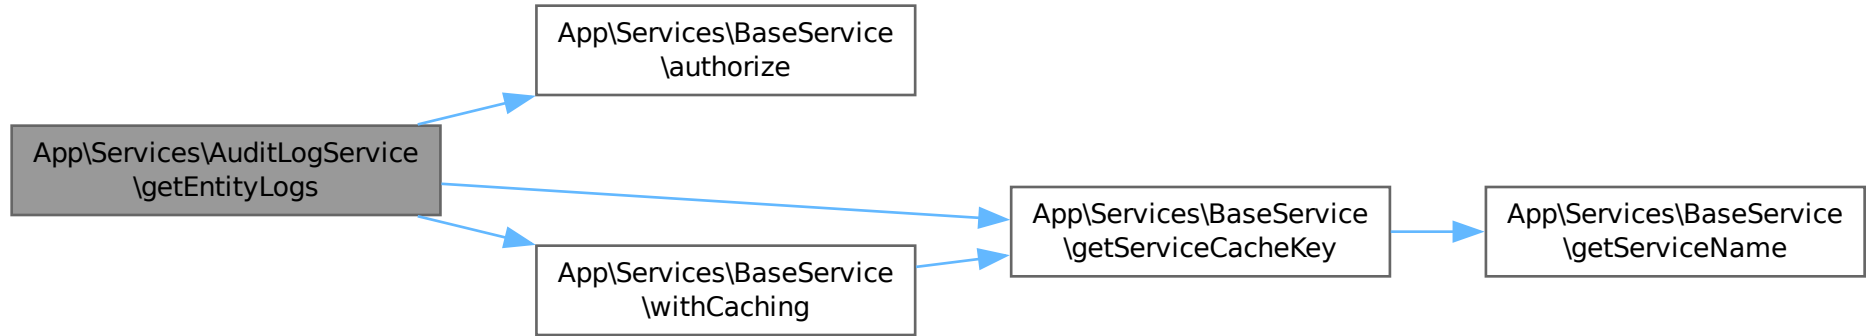 App\Services\BaseService
\authorize
App\Services\AuditLogService
\getEntityLogs
App\Services\BaseService
\getServiceCacheKey
App\Services\BaseService
\getServiceName
App\Services\BaseService
\withCaching